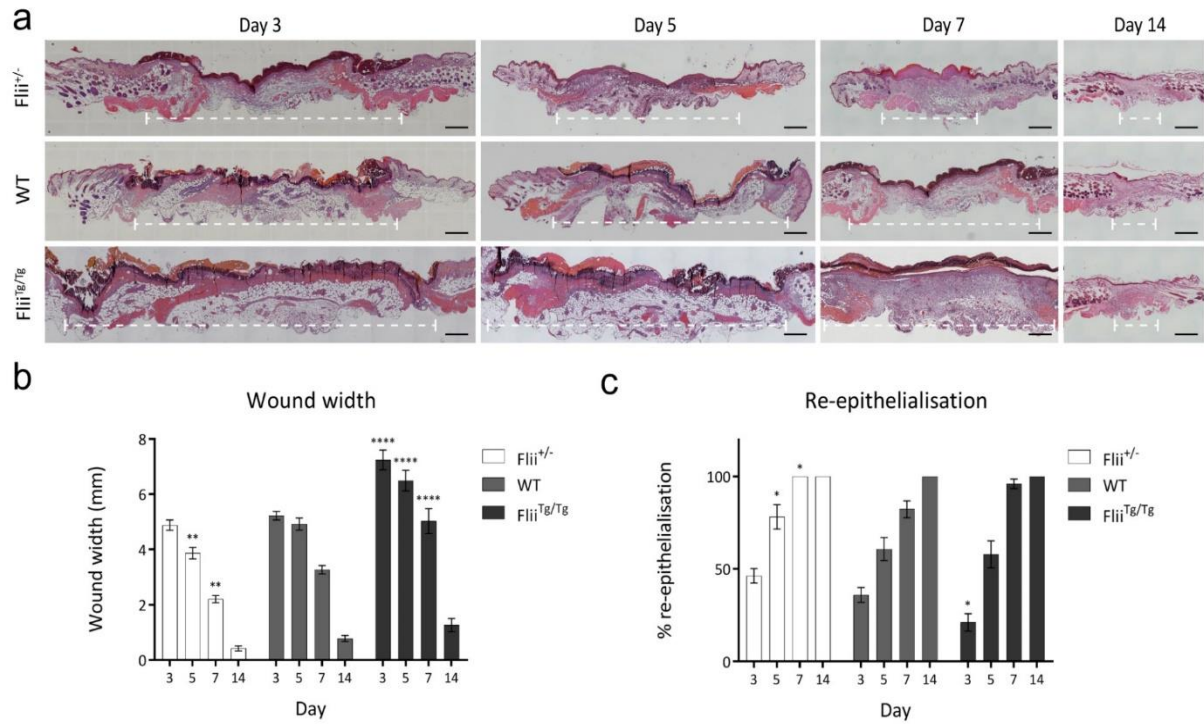 a
Day 3 Day 5 Day 7 Day 14
Flii+/-
WT
FliiTg/Tg
b
Wound width
Wound width (mm)
8
6
4
2
0
** ** **** **** ****
3 5 7 14 3 5 7 14 3 5 7 14
Day
Flii+/-
WT
FliiTg/Tg
c
Re-epithelialisation
% re-epithelialisation
100
50
0
* * *
3 5 7 14 3 5 7 14 3 5 7 14
Day
Flii+/-
WT
FliiTg/Tg